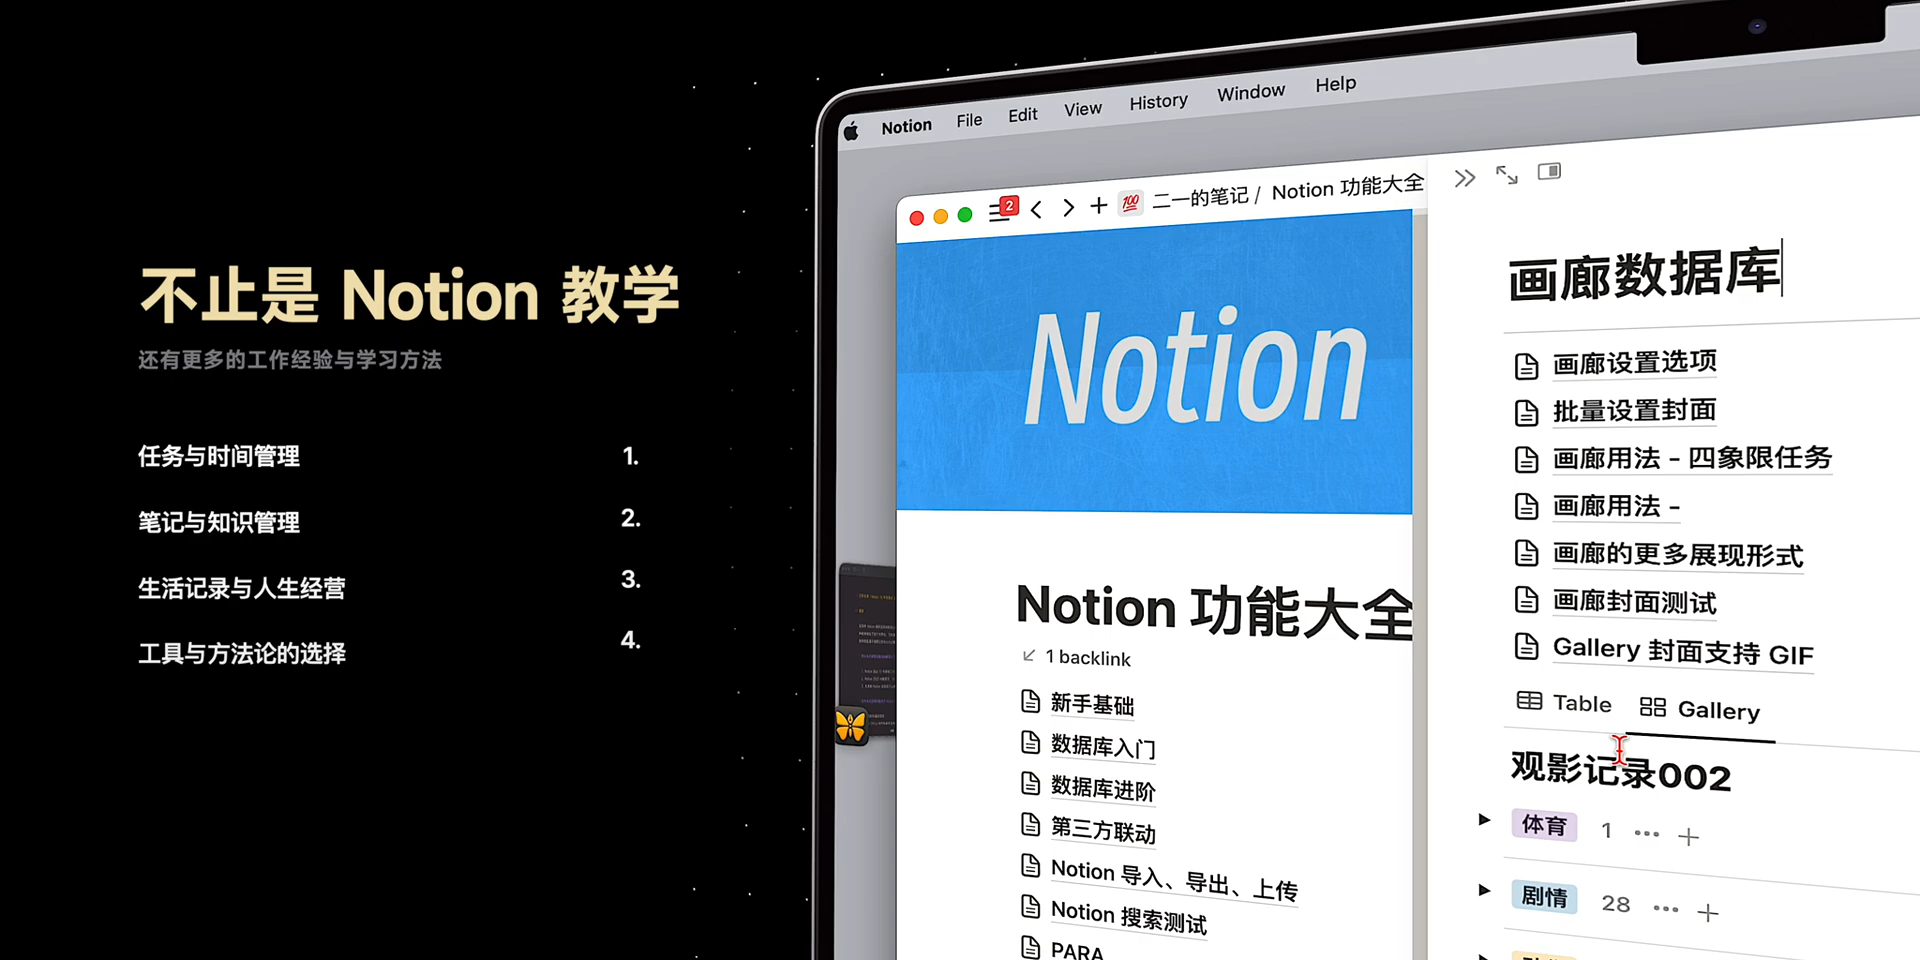 不止是 Notion 教学
还有更多的工作经验与学习方法
任务与时间管理 1.
笔记与知识管理 2.
生活记录与人生经营 3.
工具与方法论的选择 4.
Notion File Edit View History Window Help
2 💯 二一的笔记 / Notion 功能大全
Notion
Notion 功能大全
1 backlink
新手基础
数据库入门
数据库进阶
第三方联动
Notion 导入、导出、上传
Notion 搜索测试
PARA
画廊数据库
画廊设置选项
批量设置封面
画廊用法 - 四象限任务
画廊用法 -
画廊的更多展现形式
画廊封面测试
Gallery 封面支持 GIF
Table Gallery
观影记录002
体育 1
剧情 28